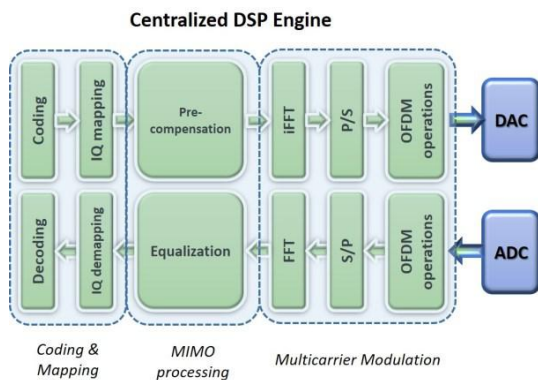 Centralized DSP Engine
Coding
IQ mapping
Pre-
compensation
iFFT
P/S
OFDM
operations
DAC
Decoding
IQ demapping
Equalization
FFT
S/P
OFDM
operations
ADC
Coding &
Mapping
MIMO
processing
Multicarrier Modulation